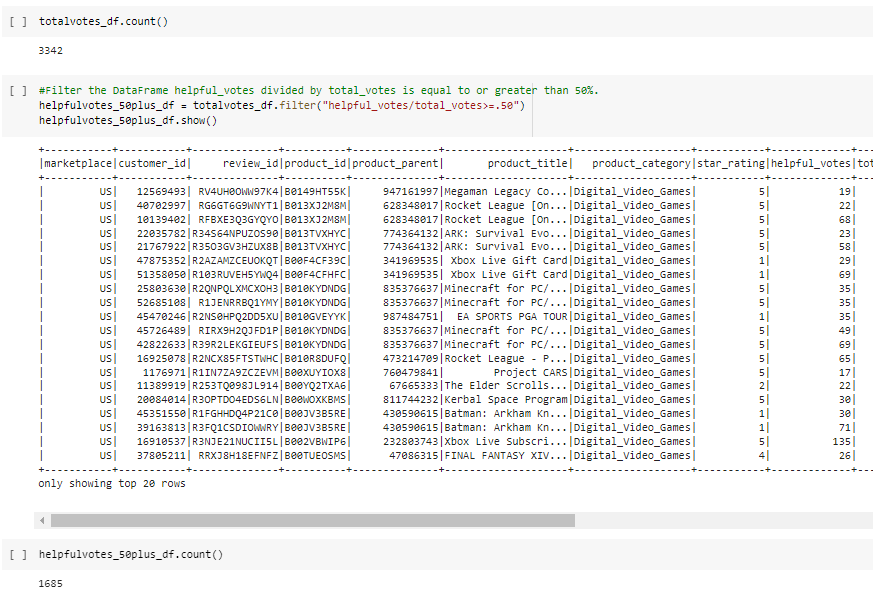 [ ] totalvotes_df.count()
3342
[ ] #Filter the DataFrame helpful_votes divided by total_votes is equal to or greater than 50%.
helpfulvotes_50plus_df = totalvotes_df.filter("helpful_votes/total_votes>=.50")
helpfulvotes_50plus_df.show()
+-----------+-----------+--------------+----------+--------------+--------------------+-------------------+-----------+-------------+---
|marketplace|customer_id|     review_id|product_id|product_parent|       product_title|   product_category|star_rating|helpful_votes|tot
+-----------+-----------+--------------+----------+--------------+--------------------+-------------------+-----------+-------------+---
|         US|   12569493| RV4UH0OWW97K4|B0149HT55K|     947161997|Megaman Legacy Co...|Digital_Video_Games|          5|           19|
|         US|   40702997| RG6GT6G9WNYT1|B013XJ2M8M|     628348017|Rocket League [On...|Digital_Video_Games|          5|           22|
|         US|   10139402| RFBXE3Q3GYQYO|B013XJ2M8M|     628348017|Rocket League [On...|Digital_Video_Games|          5|           68|
|         US|   22035782|R34S64NPUZOS90|B013TVXHYC|     774364132|ARK: Survival Evo...|Digital_Video_Games|          5|           23|
|         US|   21767922|R35O3GV3HZUX8B|B013TVXHYC|     774364132|ARK: Survival Evo...|Digital_Video_Games|          5|           58|
|         US|   47875352|R2AZAMZCEUOKQT|B00F4CF39C|     341969535| Xbox Live Gift Card|Digital_Video_Games|          1|           29|
|         US|   51358050|R103RUVEH5YWQ4|B00F4CFHFC|     341969535| Xbox Live Gift Card|Digital_Video_Games|          1|           69|
|         US|   25803630|R2QNPQLXMCXOH3|B010KYDNDG|     835376637|Minecraft for PC/...|Digital_Video_Games|          5|           35|
|         US|   52685108| R1JENRRBQ1YMY|B010KYDNDG|     835376637|Minecraft for PC/...|Digital_Video_Games|          5|           35|
|         US|   45470246|R2NS0HPQ2DD5XU|B010GVEYYK|     987484751|  EA SPORTS PGA TOUR|Digital_Video_Games|          1|           35|
|         US|   45726489| RIRX9H2QJFD1P|B010KYDNDG|     835376637|Minecraft for PC/...|Digital_Video_Games|          5|           49|
|         US|   42822633|R39R2LEKGIEUFS|B010KYDNDG|     835376637|Minecraft for PC/...|Digital_Video_Games|          5|           69|
|         US|   16925078|R2NCX85FTSTWHC|B010R8DUFQ|     473214709|Rocket League - P...|Digital_Video_Games|          5|           65|
|         US|    1176971|R1IN7ZA9ZCZEVM|B00XUYIOX8|     760479841|        Project CARS|Digital_Video_Games|          5|           17|
|         US|   11389919|R253TQ098JL914|B00YQ2TXA6|      67665333|The Elder Scrolls...|Digital_Video_Games|          2|           22|
|         US|   20084014|R3OPTDO4EDS6LN|B00WOXKBMS|     811744232|Kerbal Space Program|Digital_Video_Games|          5|           30|
|         US|   45351550|R1FGHHDQ4P21C0|B00JV3B5RE|     430590615|Batman: Arkham Kn...|Digital_Video_Games|          1|           30|
|         US|   39163813|R3FQ1CSDIOWWRY|B00JV3B5RE|     430590615|Batman: Arkham Kn...|Digital_Video_Games|          1|           71|
|         US|   16910537|R3NJE21NUCII5L|B002VBWIP6|     232803743|Xbox Live Subscri...|Digital_Video_Games|          5|          135|
|         US|   37805211| RRXJ8H18EFNFZ|B00TUEOSMS|      47086315|FINAL FANTASY XIV...|Digital_Video_Games|          4|           26|
+-----------+-----------+--------------+----------+--------------+--------------------+-------------------+-----------+-------------+---
only showing top 20 rows
[ ] helpfulvotes_50plus_df.count()
1685